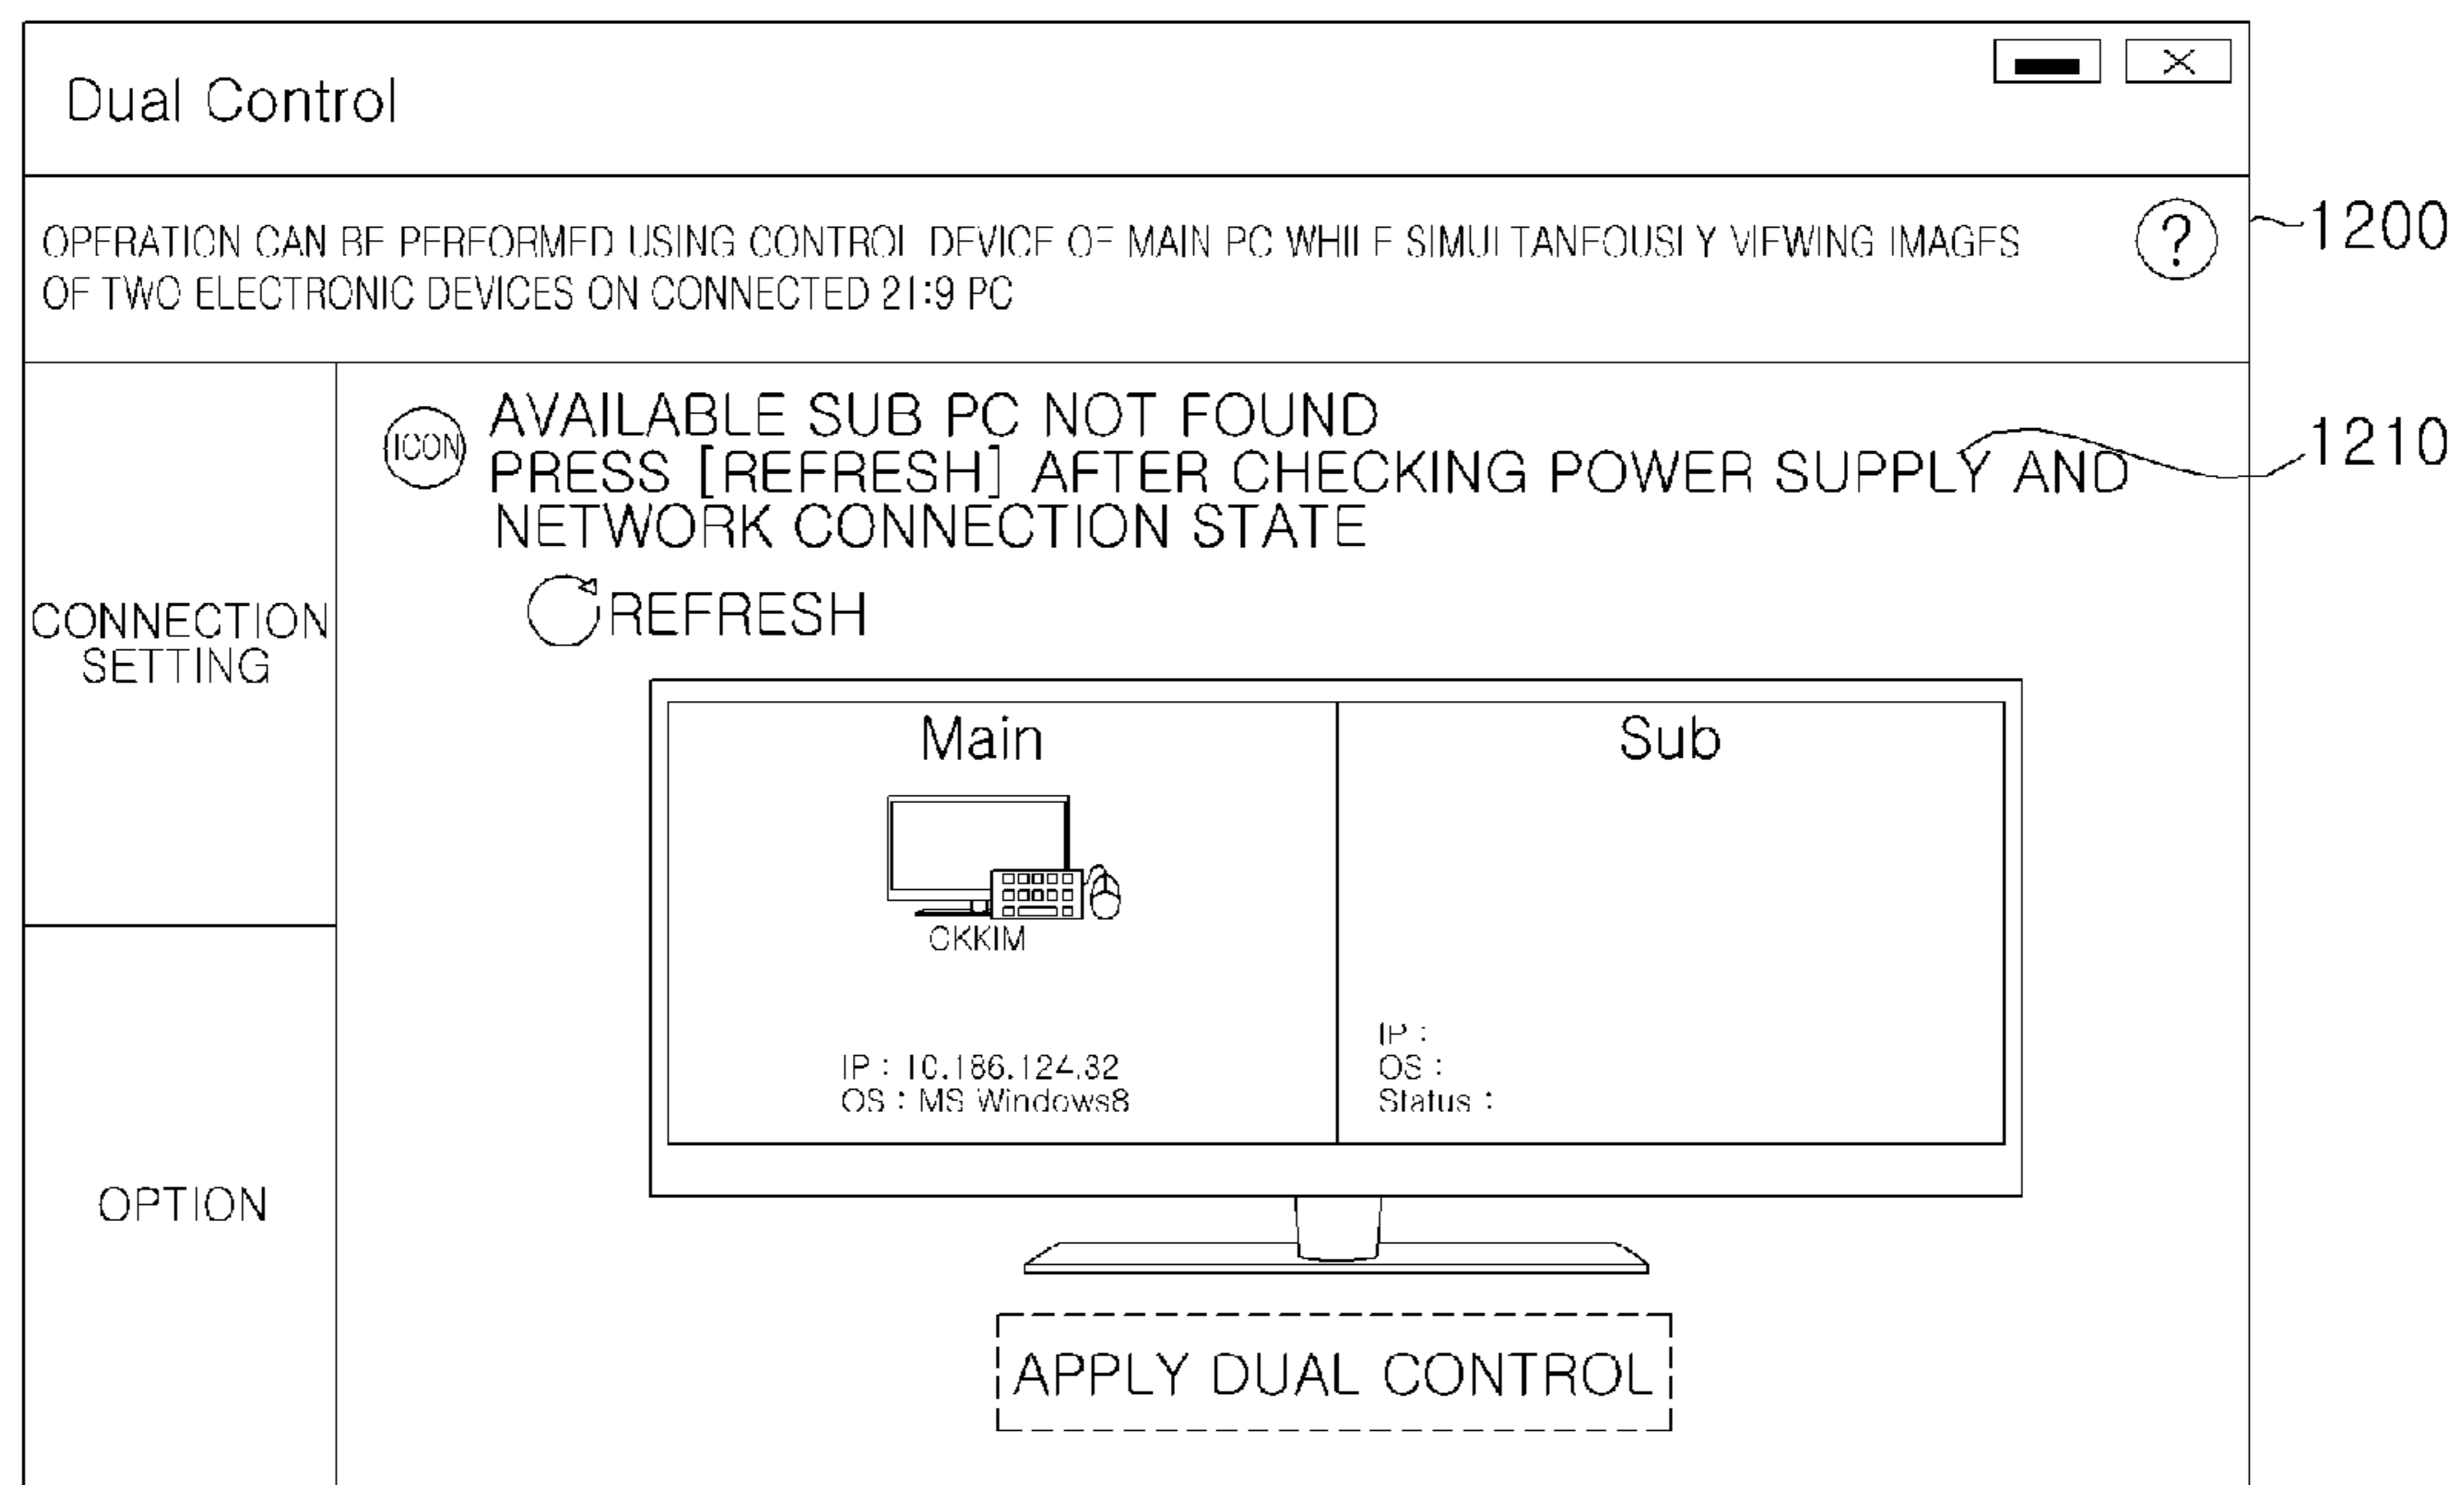 Dual Control
OPERATION CAN BE PERFORMED USING CONTROL DEVICE OF MAIN PC WHILE SIMULTANEOUSLY VIEWING IMAGES
OF TWO ELECTRONIC DEVICES ON CONNECTED 21:9 PC
?
1200
ICON
AVAILABLE SUB PC NOT FOUND
PRESS [REFRESH] AFTER CHECKING POWER SUPPLY AND
NETWORK CONNECTION STATE
1210
REFRESH
CONNECTION
SETTING
OPTION
Main
CKKIM
IP : 10.186.124.32
OS : MS Windows8
Sub
IP :
OS :
Status :
APPLY DUAL CONTROL